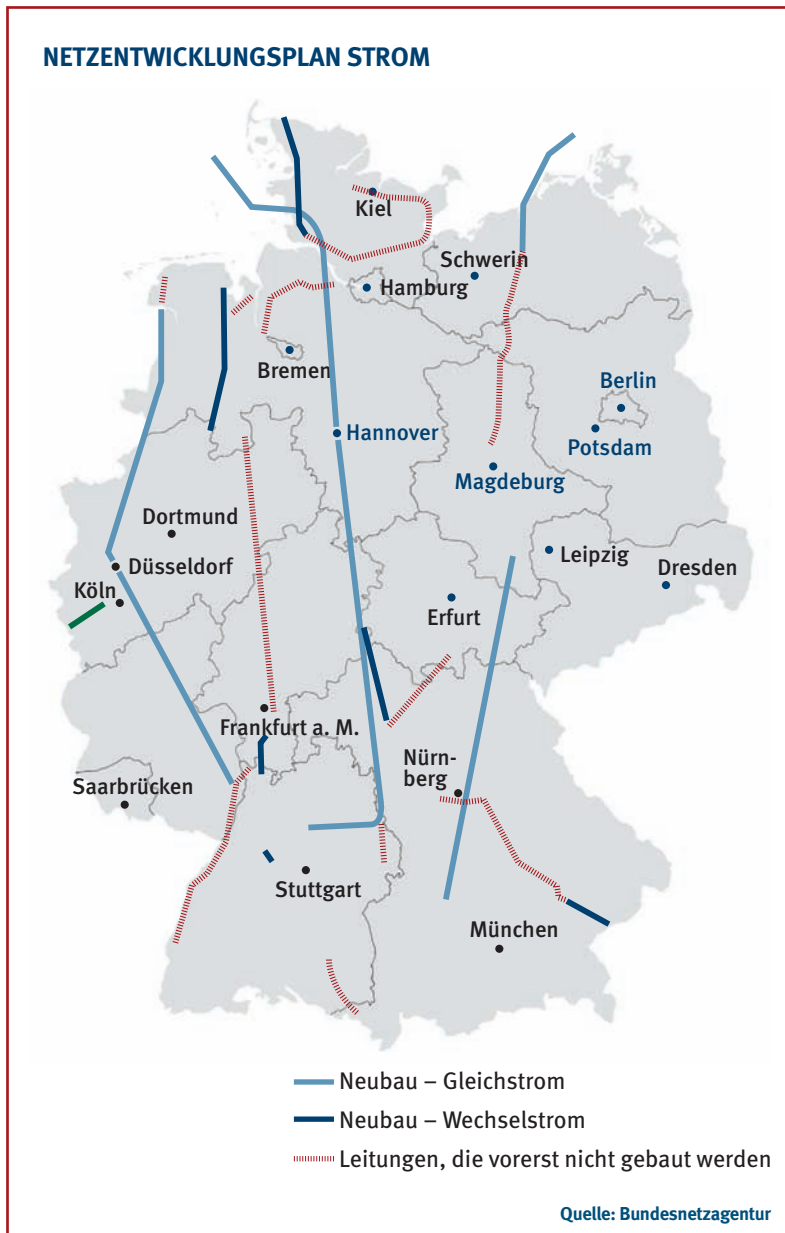 NETZENTWICKLUNGSPLAN STROM
Kiel
Schwerin
Hamburg
Bremen
Berlin
Hannover
Potsdam
Magdeburg
Dortmund
Leipzig
Düsseldorf
Dresden
Köln
Erfurt
Frankfurt a. M.
Nürn-
berg
Saarbrücken
Stuttgart
München
Neubau – Gleichstrom
Neubau – Wechselstrom
Leitungen, die vorerst nicht gebaut werden
Quelle: Bundesnetzagentur